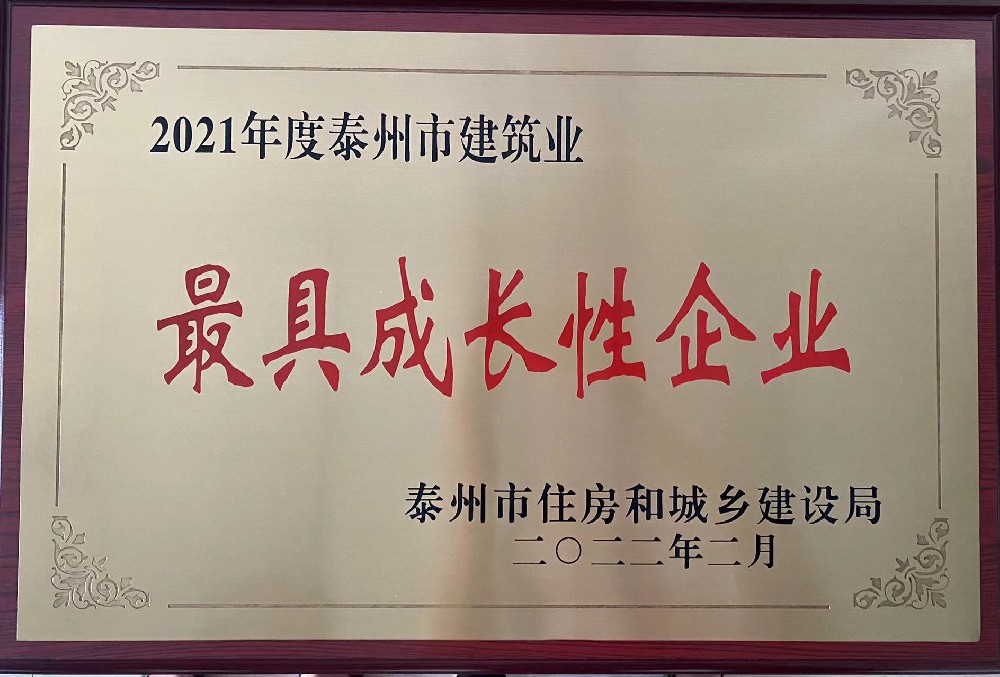 2021年度泰州市建筑业
最具成长性企业
泰州市住房和城乡建设局
二〇二二年二月